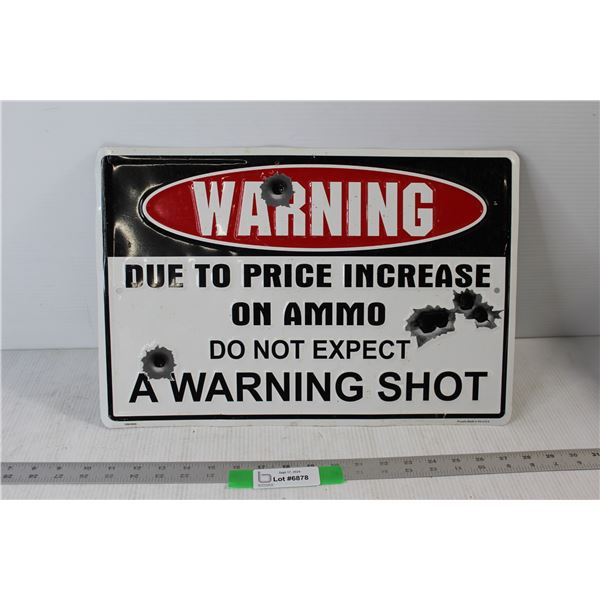 WARNING
DUE TO PRICE INCREASE
ON AMMO
DO NOT EXPECT
A WARNING SHOT
Lot #6878